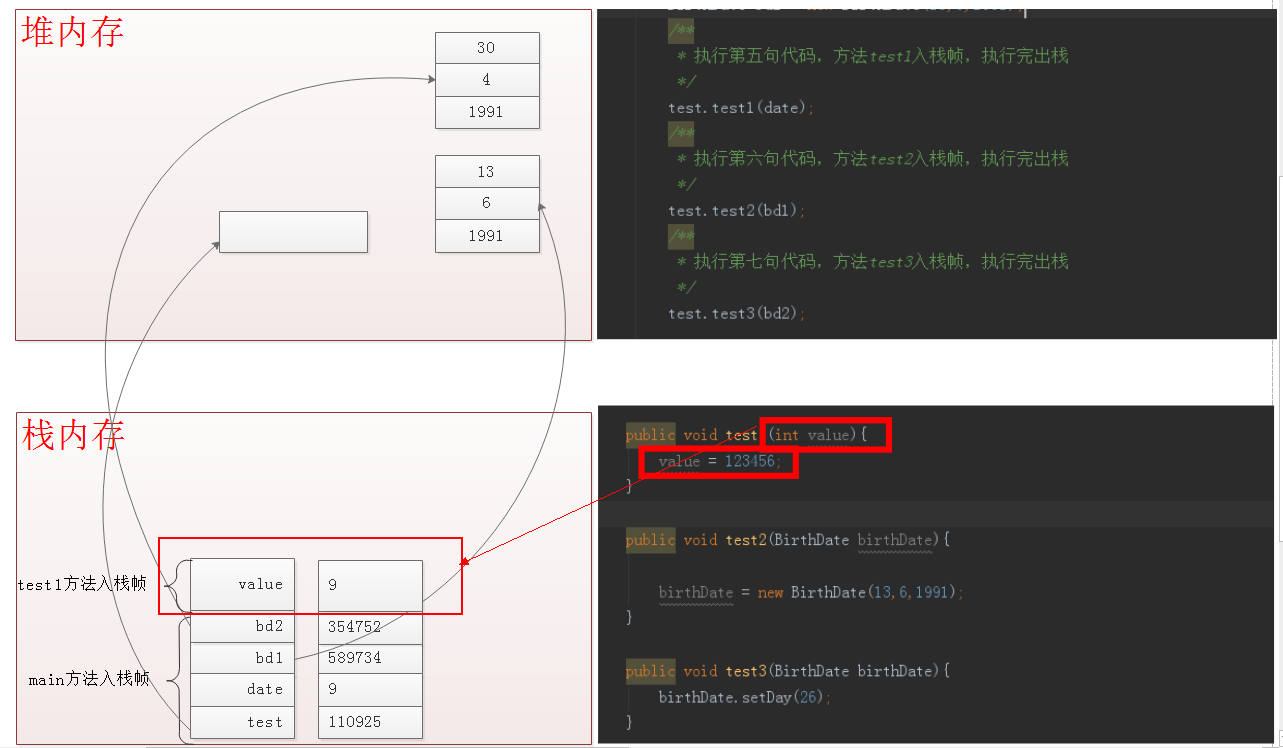 堆内存
30
4
1991
13
6
1991
/**
* 执行第五句代码，方法test1入栈帧，执行完出栈
*/
test.test1(date);
/**
* 执行第六句代码，方法test2入栈帧，执行完出栈
*/
test.test2(bd1);
/**
* 执行第七句代码，方法test3入栈帧，执行完出栈
*/
test.test3(bd2);
栈内存
test1方法入栈帧
value 9
main方法入栈帧
bd2 354752
bd1 589734
date 9
test 110925
public void test (int value){
value = 123456;
}
public void test2(BirthDate birthDate){
birthDate = new BirthDate(13,6,1991);
}
public void test3(BirthDate birthDate){
birthDate.setDay(26);
}